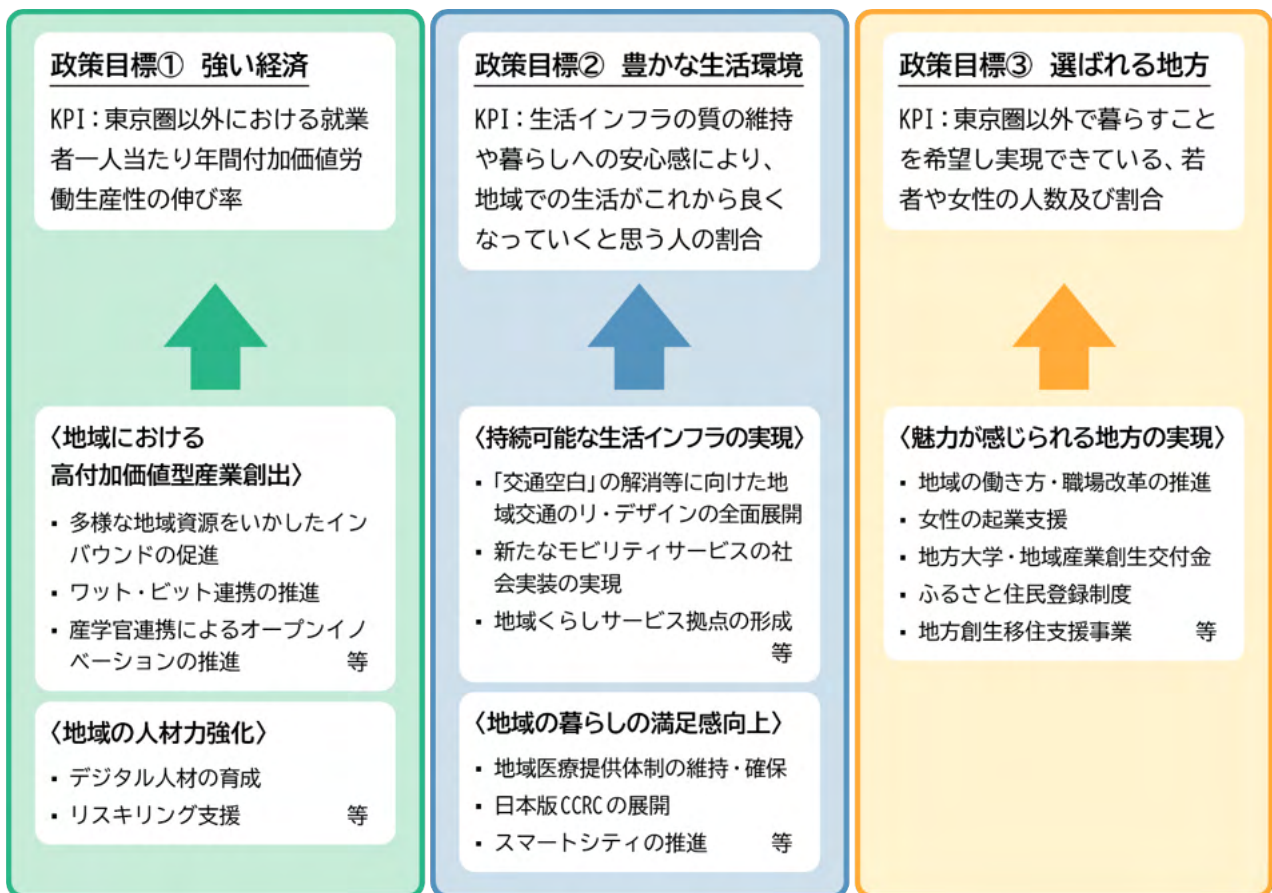 政策目標① 強い経済
KPI：東京圏以外における就業
者一人当たり年間付加価値労
働生産性の伸び率
〈地域における
高付加価値型産業創出〉
▪ 多様な地域資源をいかしたイン
バウンドの促進
▪ ワット・ビット連携の推進
▪ 産学官連携によるオープンイノ
ベーションの推進 等
〈地域の人材力強化〉
▪ デジタル人材の育成
▪ リスキリング支援 等
政策目標② 豊かな生活環境
KPI：生活インフラの質の維持
や暮らしへの安心感により、
地域での生活がこれから良く
なっていくと思う人の割合
〈持続可能な生活インフラの実現〉
▪ 「交通空白」の解消等に向けた地
域交通のリ・デザインの全面展開
▪ 新たなモビリティサービスの社
会実装の実現
▪ 地域くらしサービス拠点の形成
等
〈地域の暮らしの満足感向上〉
▪ 地域医療提供体制の維持・確保
▪ 日本版CCRCの展開
▪ スマートシティの推進 等
政策目標③ 選ばれる地方
KPI：東京圏以外で暮らすこと
を希望し実現できている、若
者や女性の人数及び割合
〈魅力が感じられる地方の実現〉
▪ 地域の働き方・職場改革の推進
▪ 女性の起業支援
▪ 地方大学・地域産業創生交付金
▪ ふるさと住民登録制度
▪ 地方創生移住支援事業 等